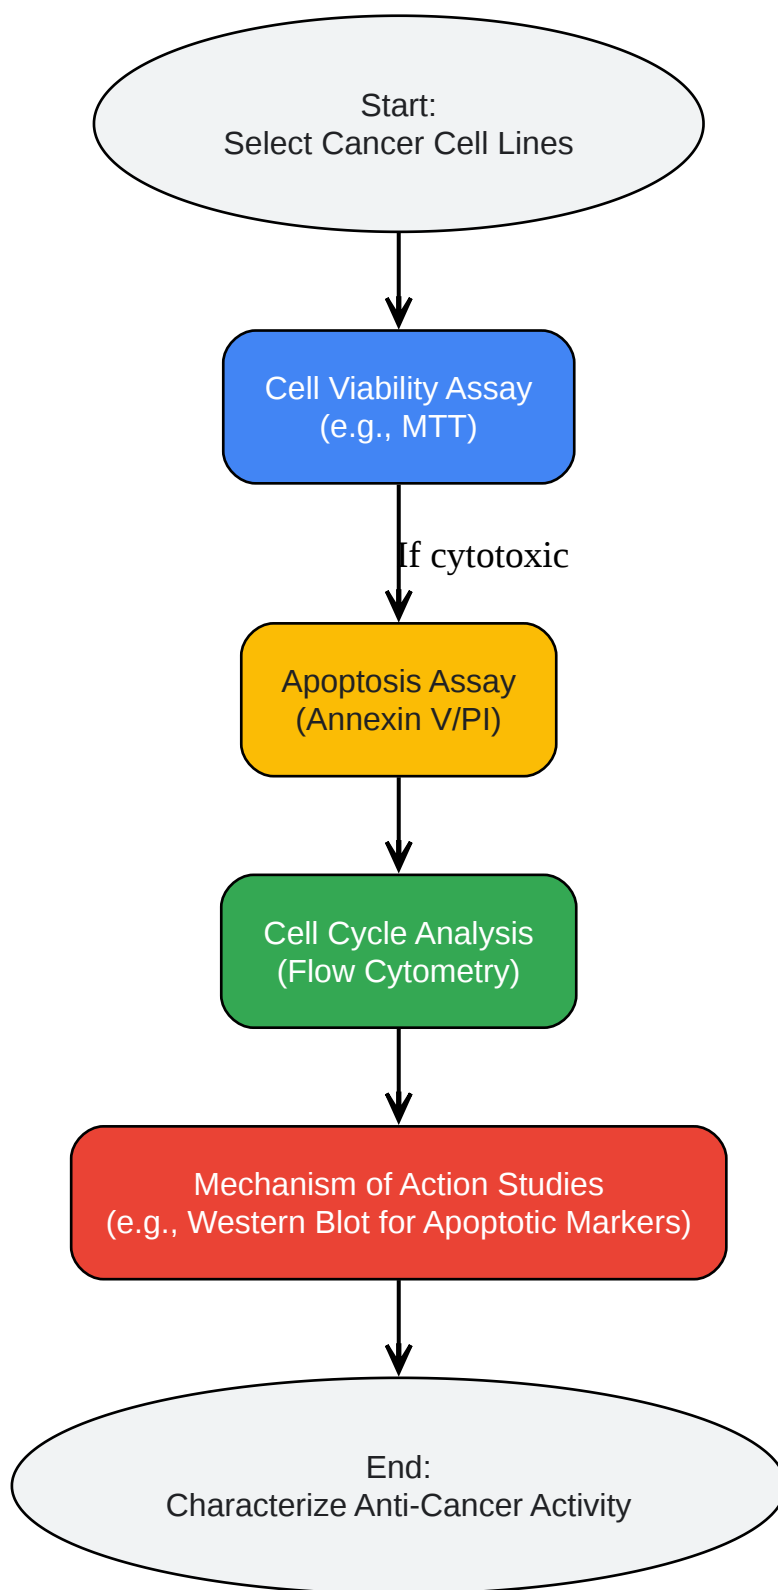 Start:
Select Cancer Cell Lines
Cell Viability Assay
(e.g., MTT)
If cytotoxic
Apoptosis Assay
(Annexin V/PI)
Cell Cycle Analysis
(Flow Cytometry)
Mechanism of Action Studies
(e.g., Western Blot for Apoptotic Markers)
End:
Characterize Anti-Cancer Activity